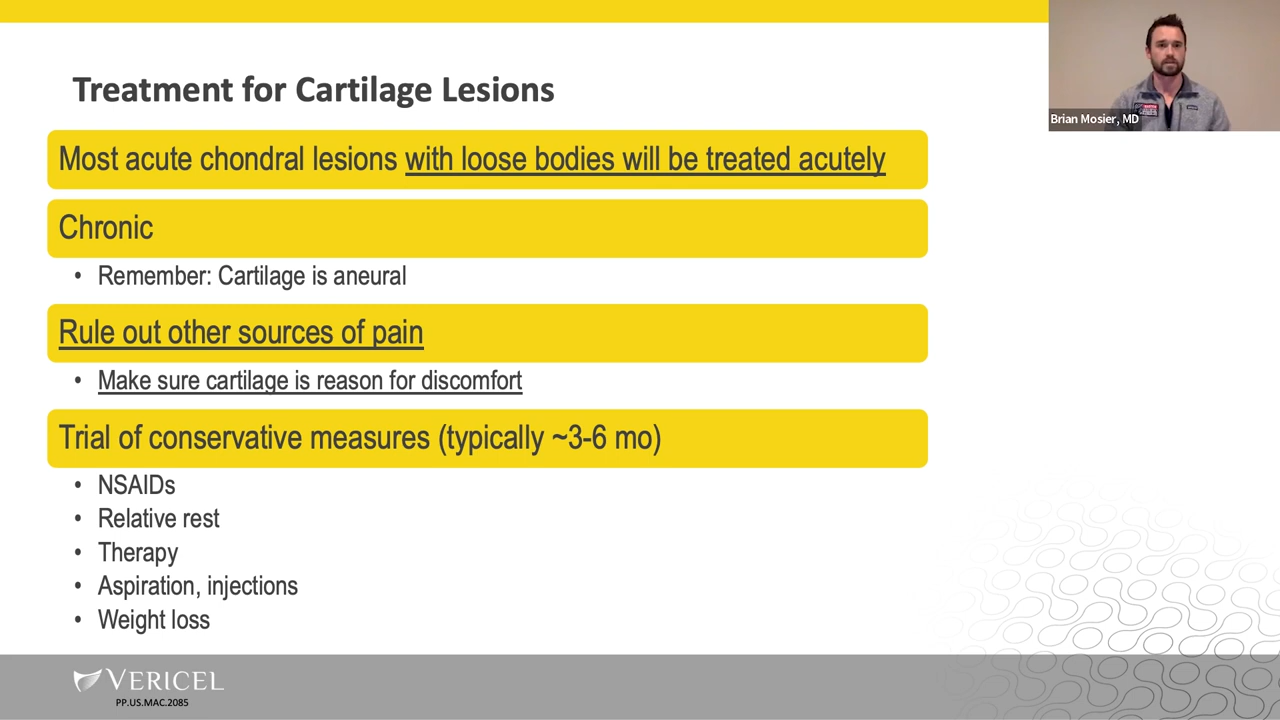 Treatment for Cartilage Lesions
Brian Mosier, MD
Most acute chondral lesions with loose bodies will be treated acutely
Chronic
• Remember: Cartilage is aneural
Rule out other sources of pain
• Make sure cartilage is reason for discomfort
Trial of conservative measures (typically ~3-6 mo)
• NSAIDs
• Relative rest
• Therapy
• Aspiration, injections
• Weight loss
VERICEL
PP.US.MAC.2085